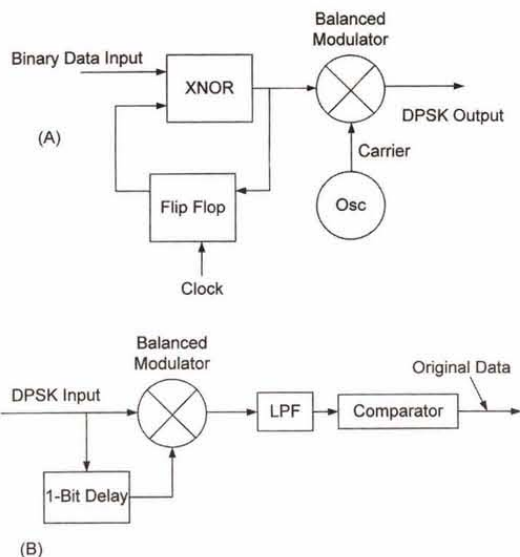 Balanced
Modulator
Binary Data Input
XNOR
DPSK Output
(A)
Carrier
Flip Flop
Osc
Clock
Balanced
Modulator
Original Data
DPSK Input
LPF
Comparator
1-Bit Delay
(B)